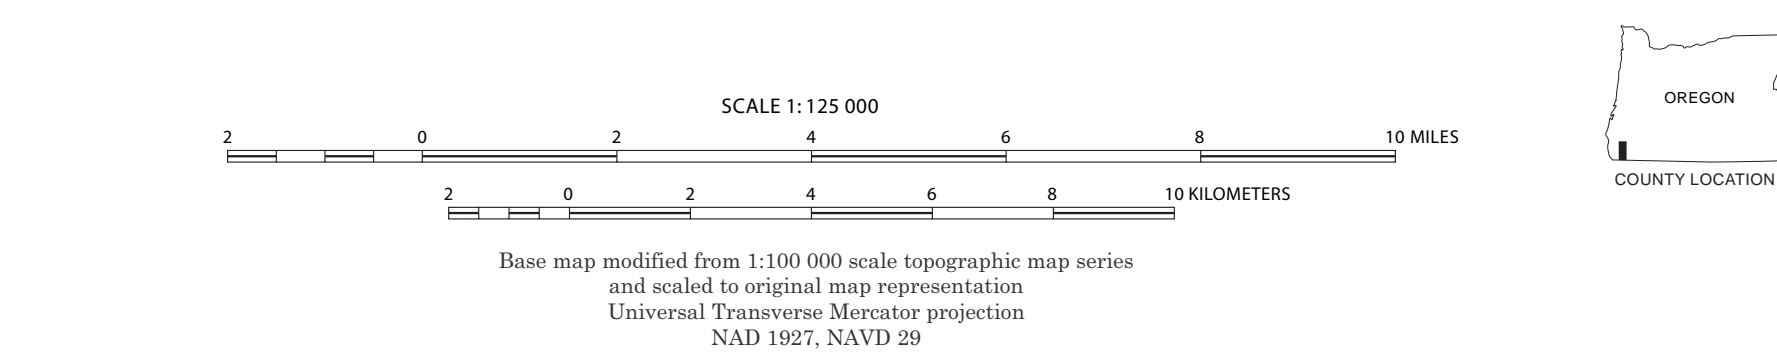 SCALE 1: 125 000
2 0 2 4 6 8 10 MILES
2 0 2 4 6 8 10 KILOMETERS
Base map modified from 1:100 000 scale topographic map series
and scaled to original map representation
Universal Transverse Mercator projection
NAD 1927, NAVD 29
OREGON
COUNTY LOCATION